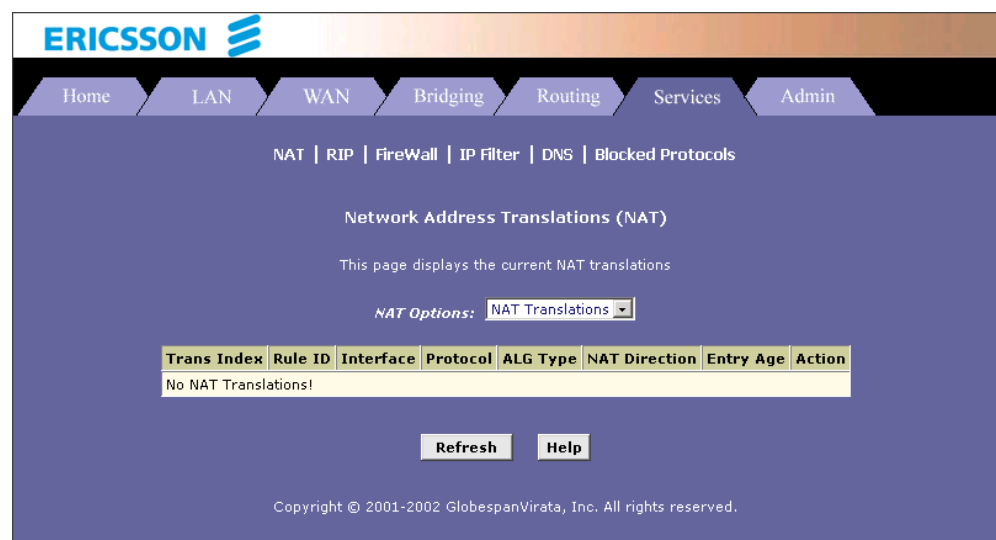 ERICSSON
Home LAN WAN Bridging Routing Services Admin
NAT | RIP | FireWall | IP Filter | DNS | Blocked Protocols
Network Address Translations (NAT)
This page displays the current NAT translations
NAT Options: NAT Translations
Trans Index Rule ID Interface Protocol ALG Type NAT Direction Entry Age Action
No NAT Translations!
Refresh Help
Copyright © 2001-2002 GlobespanVirata, Inc. All rights reserved.